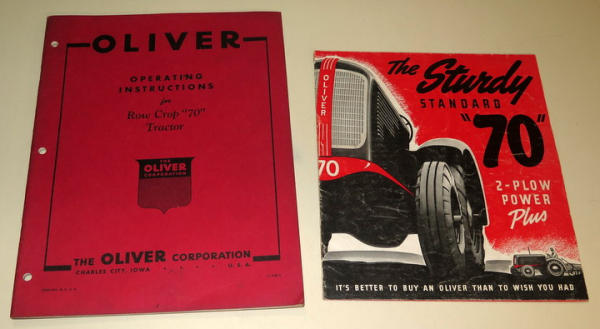 OLIVER
OPERATING
INSTRUCTIONS
for
Row Crop "70"
Tractor
THE
OLIVER
CORPORATION
THE OLIVER CORPORATION
CHARLES CITY, IOWA U. S. A.
The Sturdy
STANDARD
"70"
2-PLOW
POWER
Plus
OLIVER
70
IT'S BETTER TO BUY AN OLIVER THAN TO WISH YOU HAD